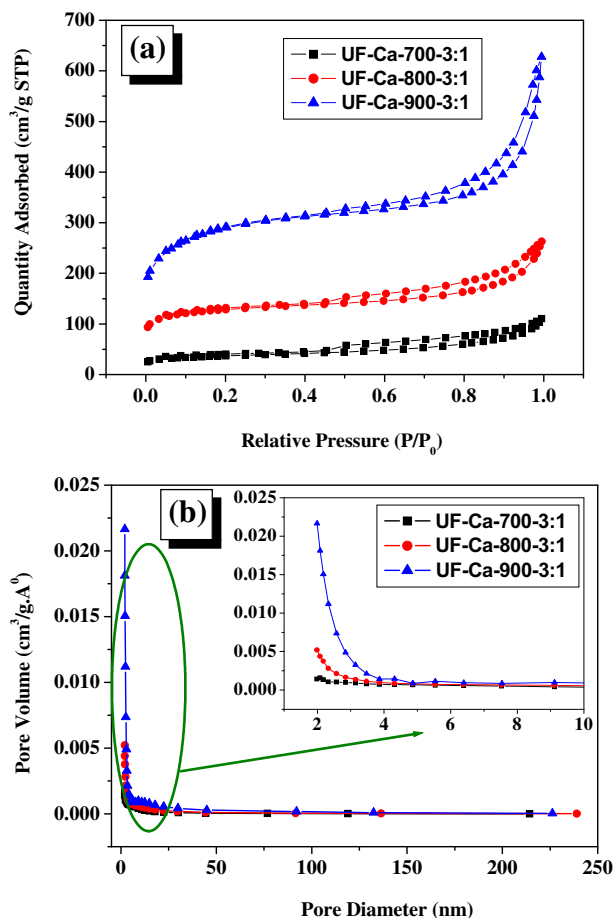 (a)
UF-Ca-700-3:1
UF-Ca-800-3:1
UF-Ca-900-3:1
Quantity Adsorbed (cm³/g STP)
700
600
500
400
300
200
100
0
0.0 0.2 0.4 0.6 0.8 1.0
Relative Pressure (P/P₀)
(b)
UF-Ca-700-3:1
UF-Ca-800-3:1
UF-Ca-900-3:1
0.025
0.020
0.015
0.010
0.005
0.000
2 4 6 8 10
Pore Volume (cm³/g.A⁰)
0.025
0.020
0.015
0.010
0.005
0.000
0 50 100 150 200 250
Pore Diameter (nm)